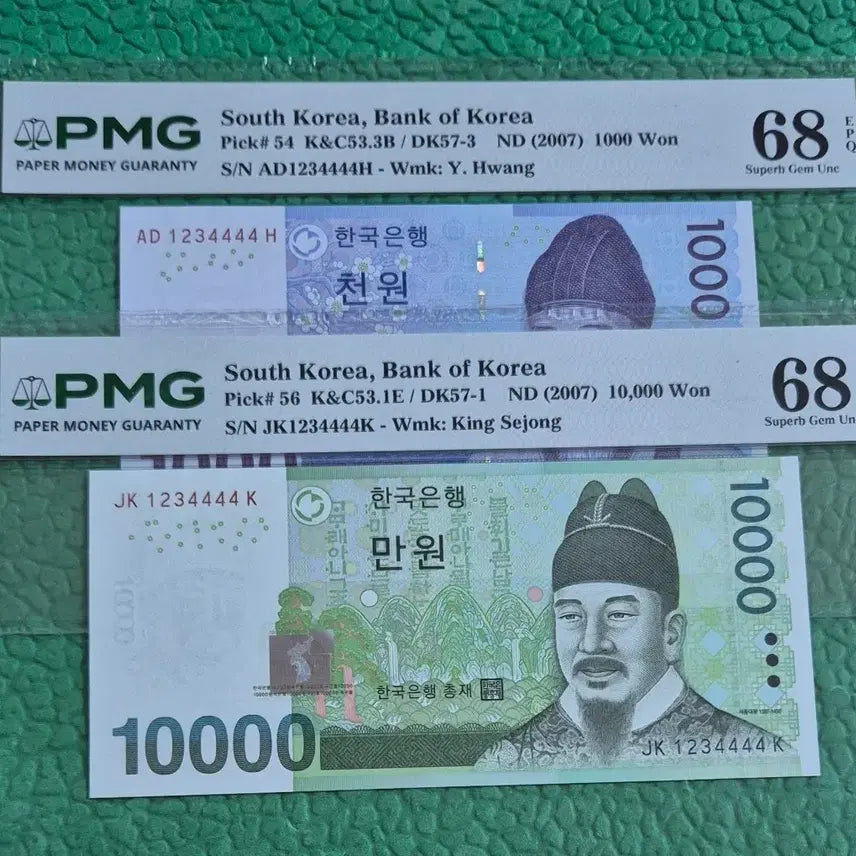 PMG
PAPER MONEY GUARANTY
South Korea, Bank of Korea
Pick# 54 K&C53.3B / DK57-3 ND (2007) 1000 Won
S/N AD1234444H - Wmk: Y. Hwang
68
E
P
Q
Superb Gem Unc
AD 1234444 H
한국은행
천원
1000
PMG
PAPER MONEY GUARANTY
South Korea, Bank of Korea
Pick# 56 K&C53.1E / DK57-1 ND (2007) 10,000 Won
S/N JK1234444K - Wmk: King Sejong
68
Superb Gem Un
1000
JK 1234444 K
한국은행
만원
10000
한국은행 총재
10000
JK 1234444 K